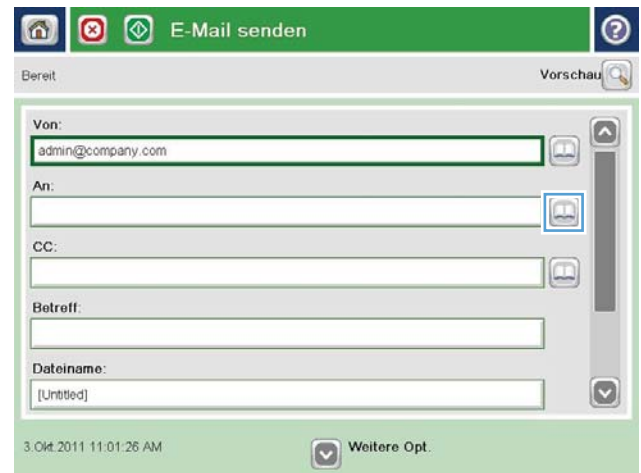 E-Mail senden
Bereit
Vorschau
Von:
admin@company.com
An:
CC:
Betreff:
Dateiname:
[Untitled]
3.Okt.2011 11:01:26 AM
Weitere Opt.